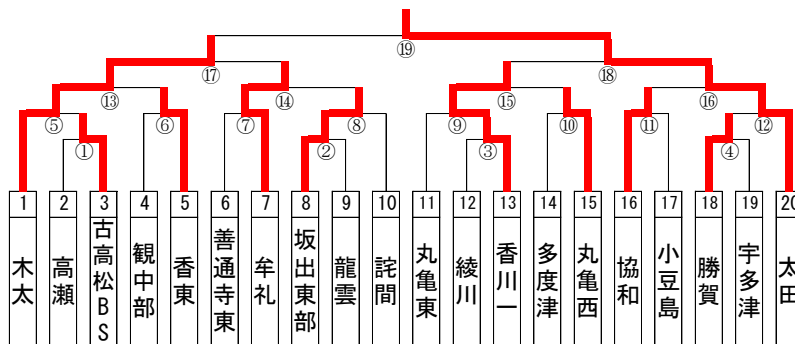 ⑲
⑰ ⑱
⑬ ⑭ ⑮ ⑯
⑤ ⑥ ⑦ ⑧ ⑨ ⑩ ⑪ ⑫
① ② ③ ④
1 2 3 4 5 6 7 8 9 10 11 12 13 14 15 16 17 18 19 20
木太
高瀬
古高松BS
観中部
香東
善通寺東
牟礼
坂出東部
龍雲
詫間
丸亀東
綾川
香川一
多度津
丸亀西
協和
小豆島
勝賀
宇多津
太田